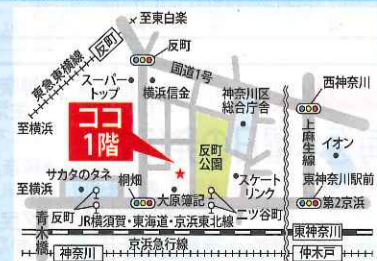 至東白楽
反町
東急東横線
反町
国道1号
スーパー
トップ
横浜信金
神奈川区
総合庁舎
西神奈川
至横浜
ココ
1階
反町
公園
上麻生線
イオン
サカタのタネ
スケート
リンク
東神奈川駅前
至横浜
桐畑
大原簿記
第2京浜
青木橋
反町
二ツ谷町
JR横須賀・東海道・京浜東北線
東神奈川
京浜急行線
神奈川
仲木戸